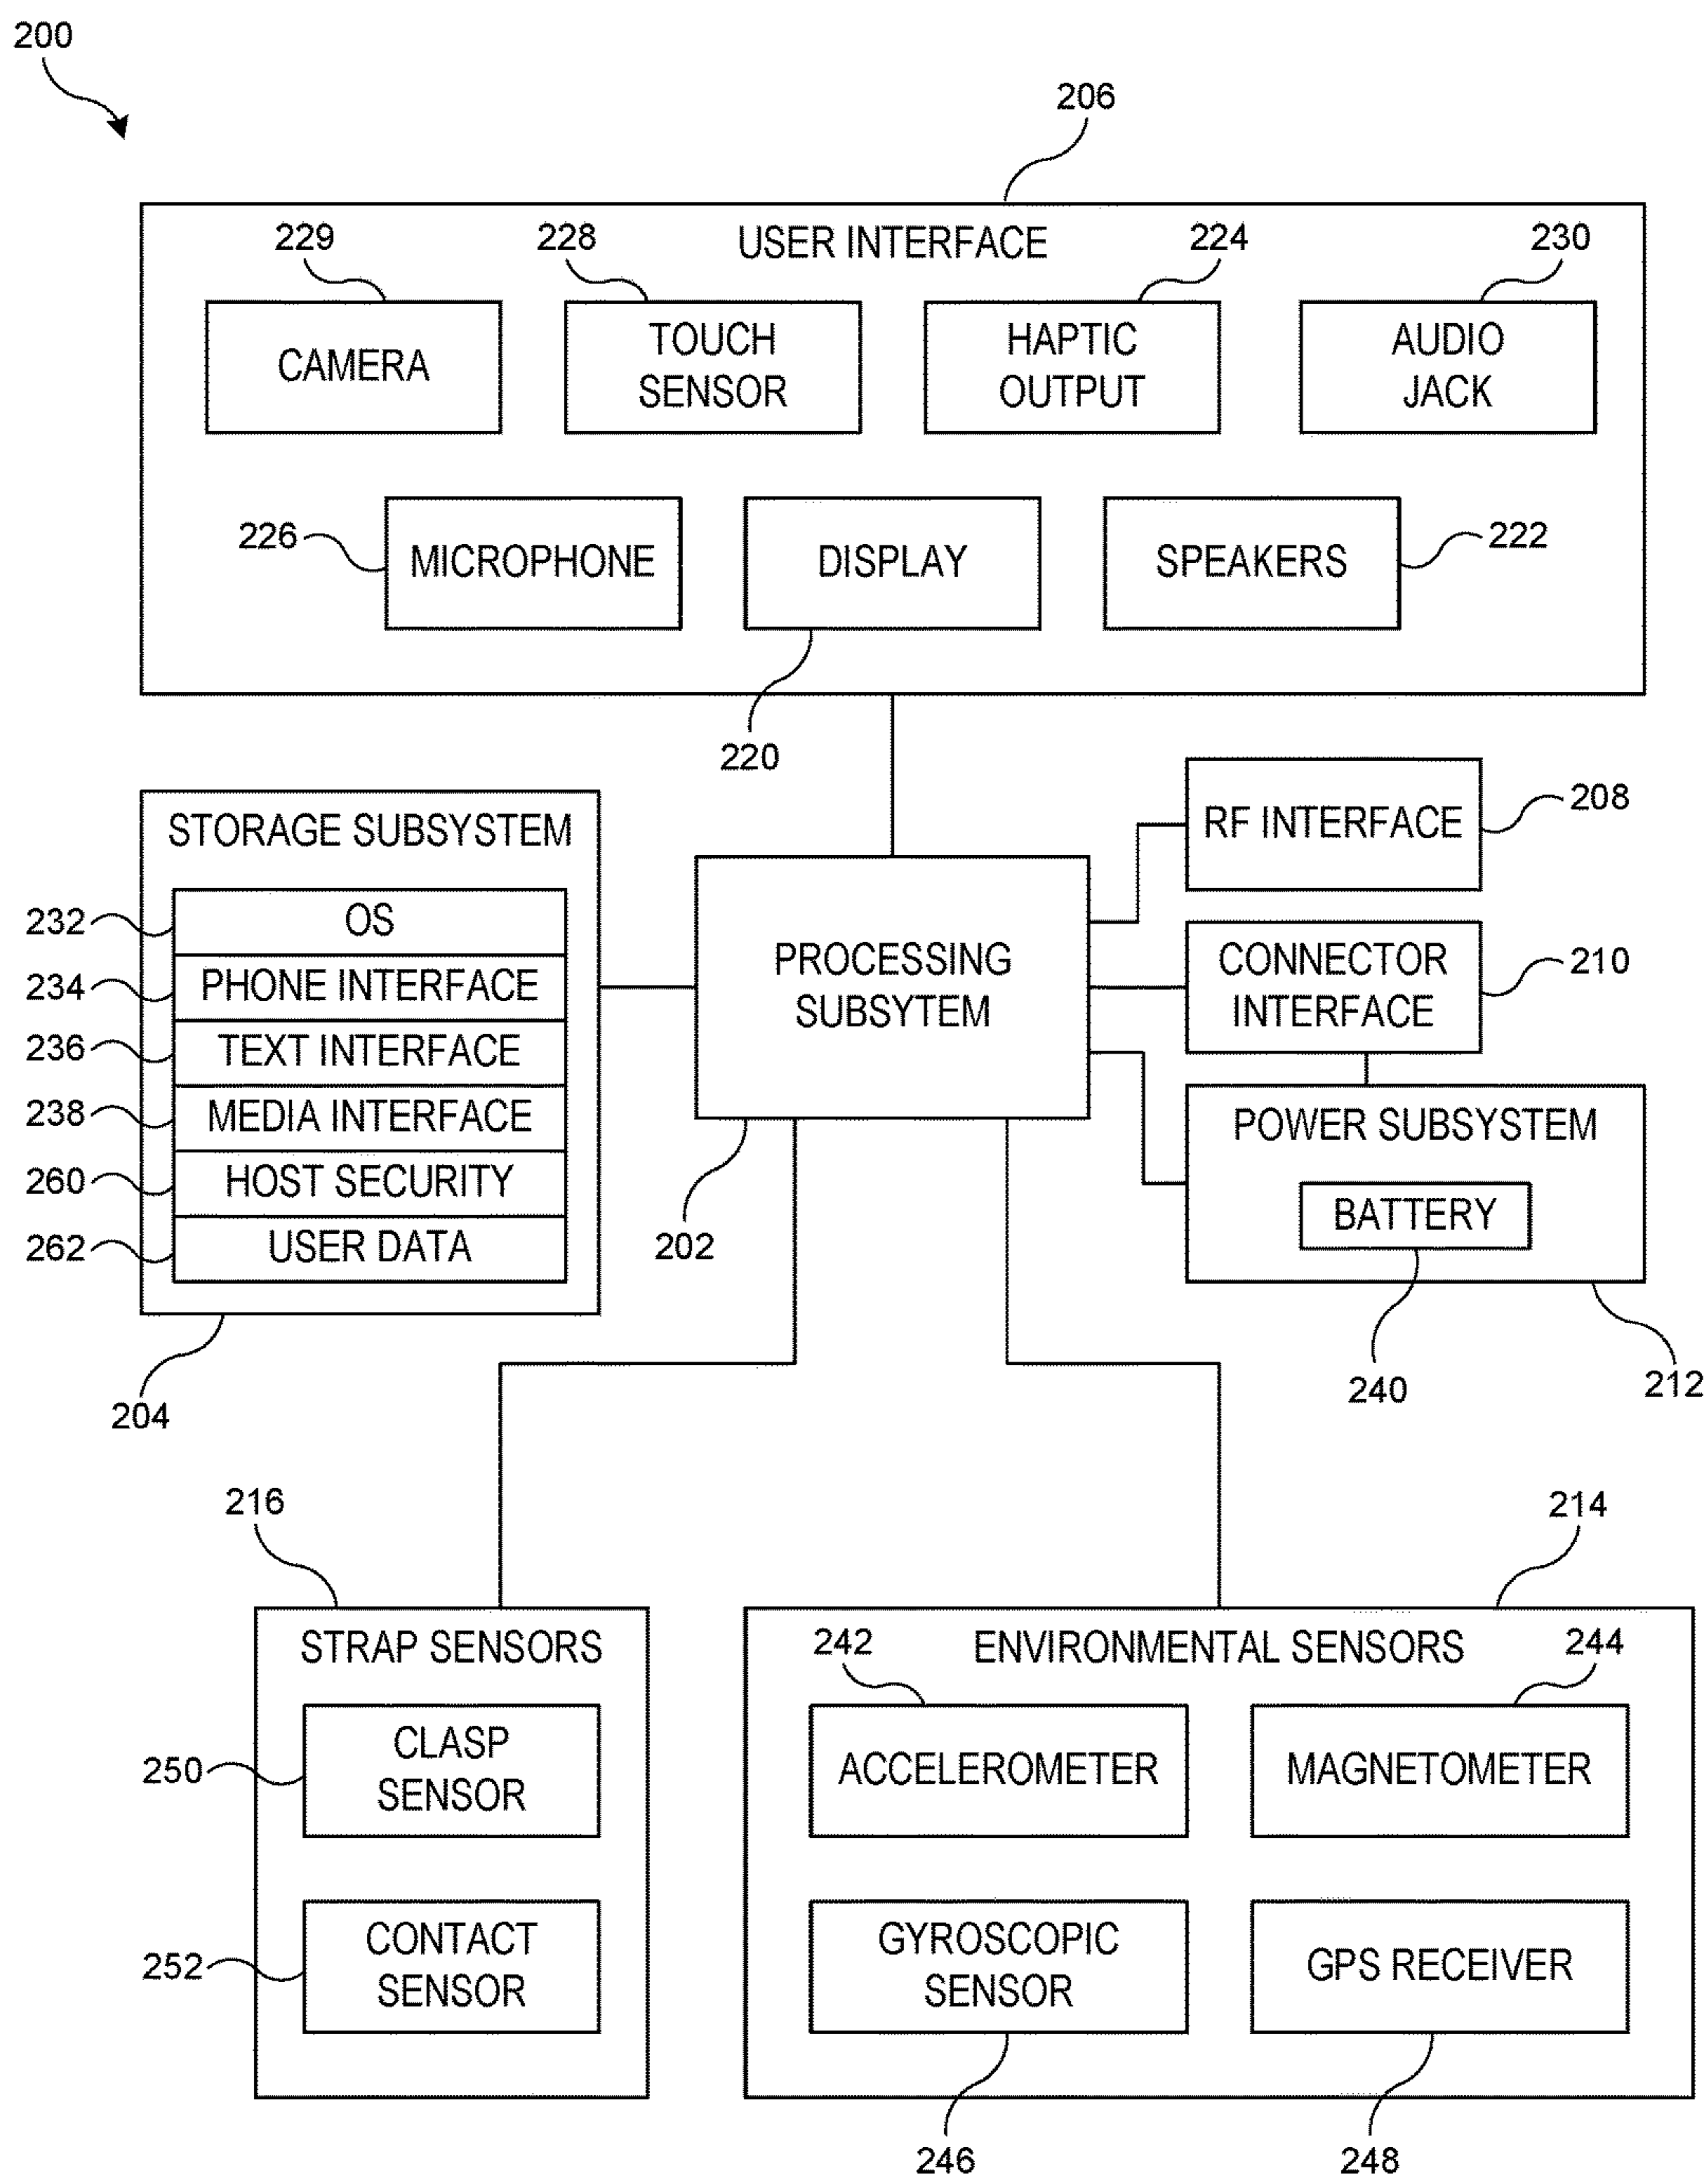 200
206
USER INTERFACE
229
228
224
230
CAMERA
TOUCH
SENSOR
HAPTIC
OUTPUT
AUDIO
JACK
226
MICROPHONE
DISPLAY
SPEAKERS
222
220
STORAGE SUBSYSTEM
232
OS
234
PHONE INTERFACE
236
TEXT INTERFACE
238
MEDIA INTERFACE
260
HOST SECURITY
262
USER DATA
204
PROCESSING
SUBSYTEM
202
RF INTERFACE
208
CONNECTOR
INTERFACE
210
POWER SUBSYSTEM
BATTERY
240
212
216
STRAP SENSORS
250
CLASP
SENSOR
252
CONTACT
SENSOR
214
ENVIRONMENTAL SENSORS
242
244
ACCELEROMETER
MAGNETOMETER
GYROSCOPIC
SENSOR
GPS RECEIVER
246
248